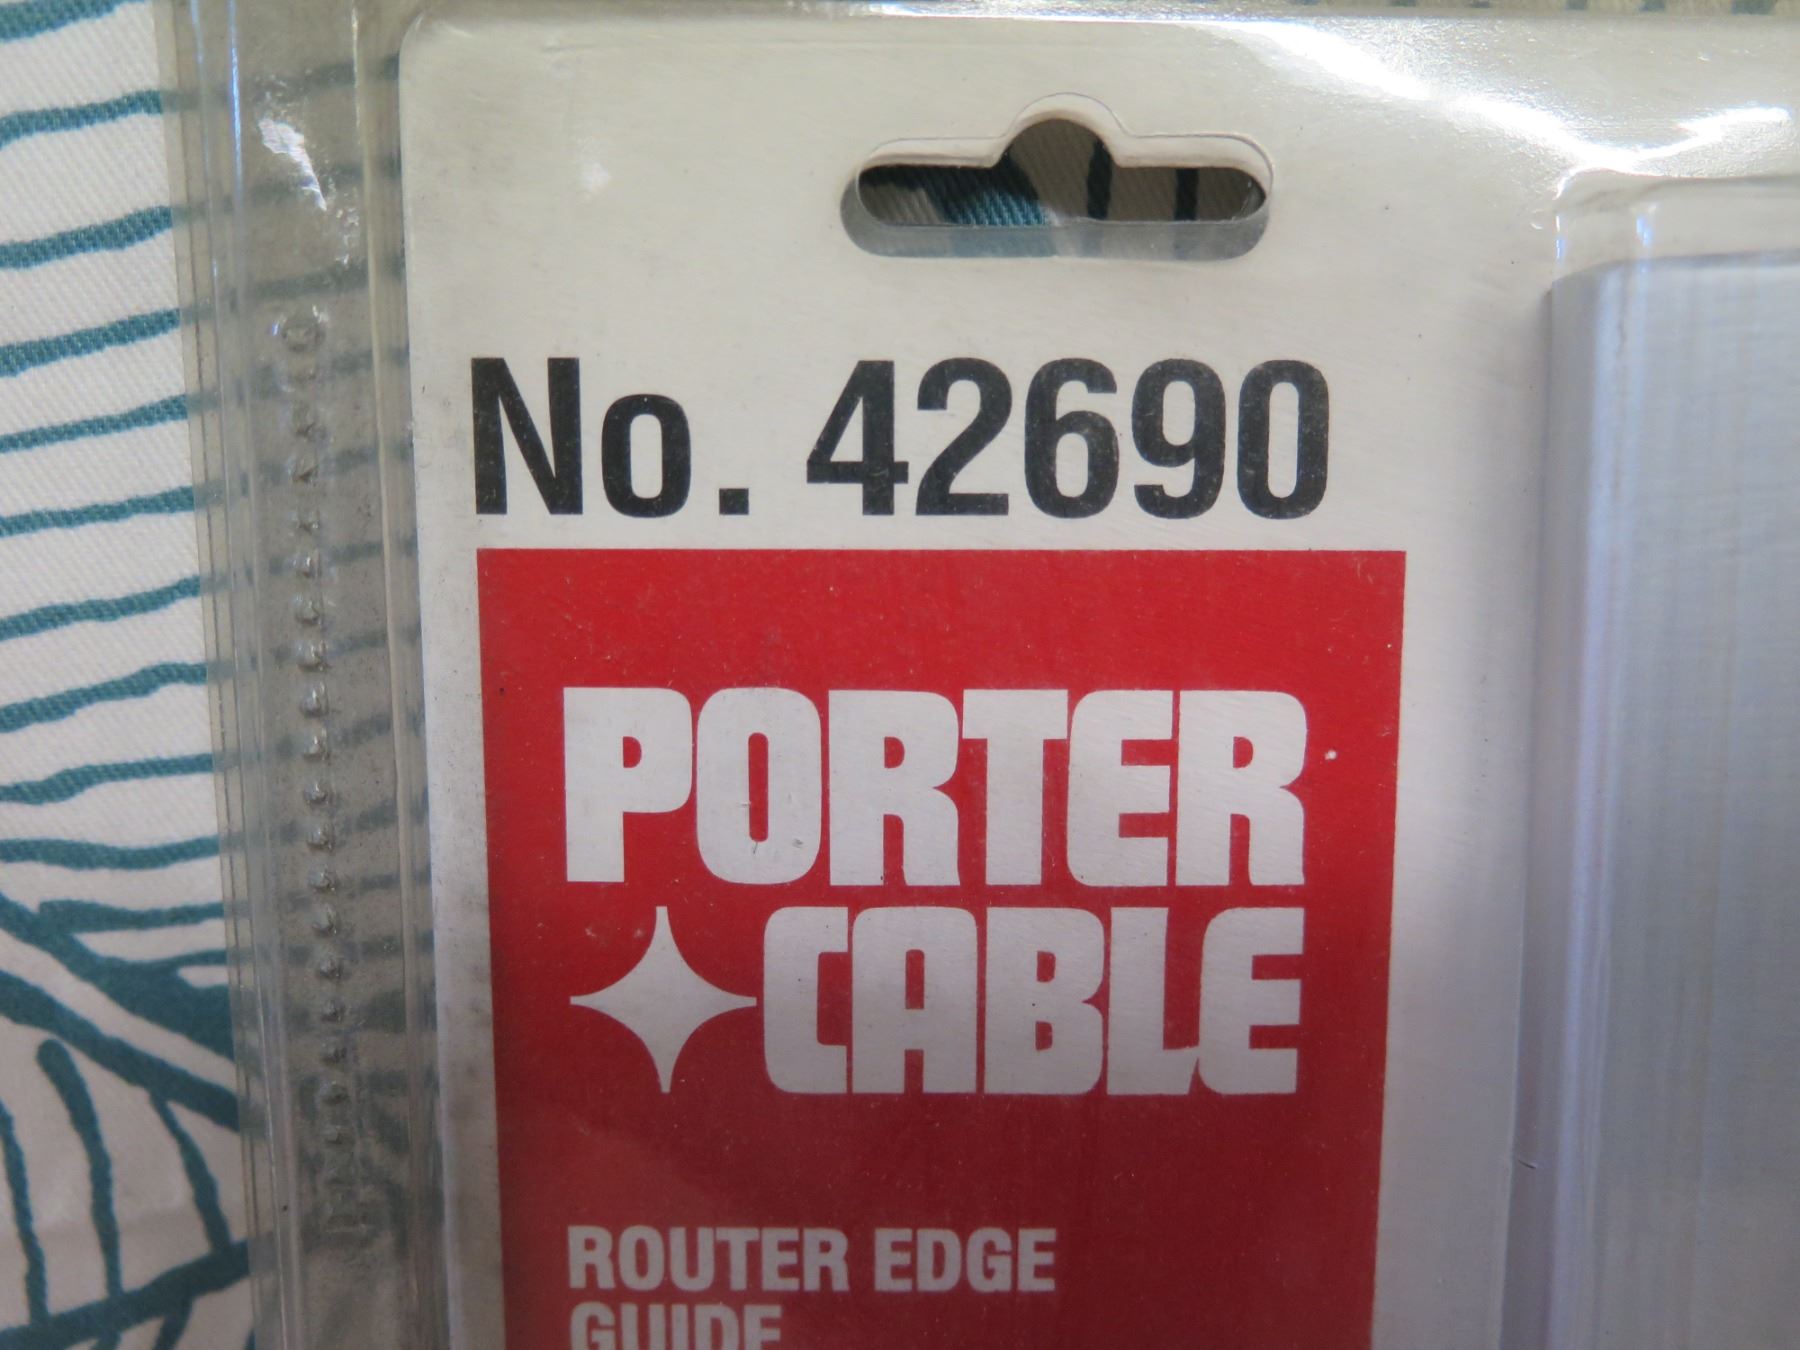 No. 42690
PORTER
CABLE
ROUTER EDGE
GUIDE